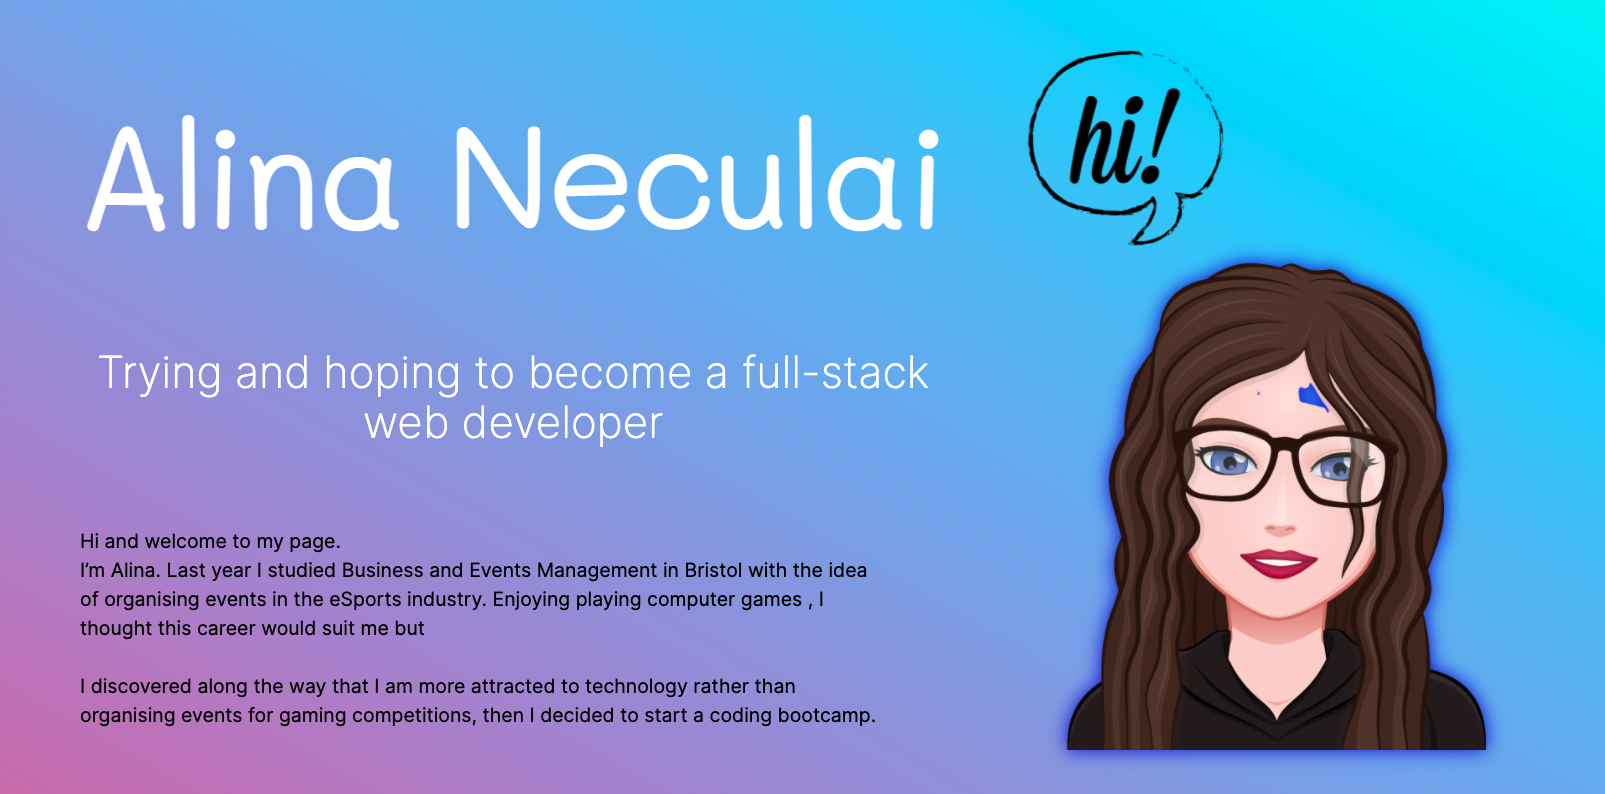 Alina Neculai
hi!
Trying and hoping to become a full-stack
web developer
Hi and welcome to my page.
I’m Alina. Last year I studied Business and Events Management in Bristol with the idea
of organising events in the eSports industry. Enjoying playing computer games , I
thought this career would suit me but
I discovered along the way that I am more attracted to technology rather than
organising events for gaming competitions, then I decided to start a coding bootcamp.